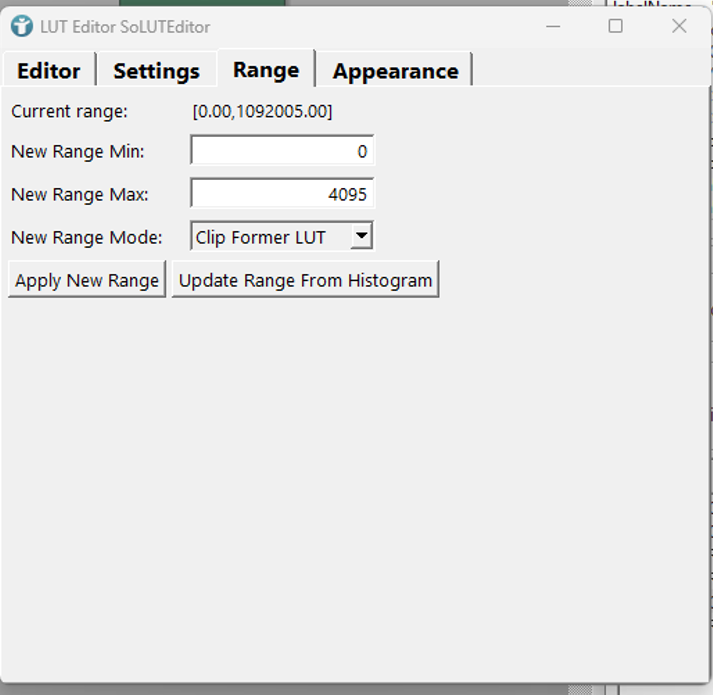 LUT Editor SoLUTEditor
Editor Settings Range Appearance
Current range: [0.00,1092005.00]
New Range Min: 0
New Range Max: 4095
New Range Mode: Clip Former LUT
Apply New Range Update Range From Histogram